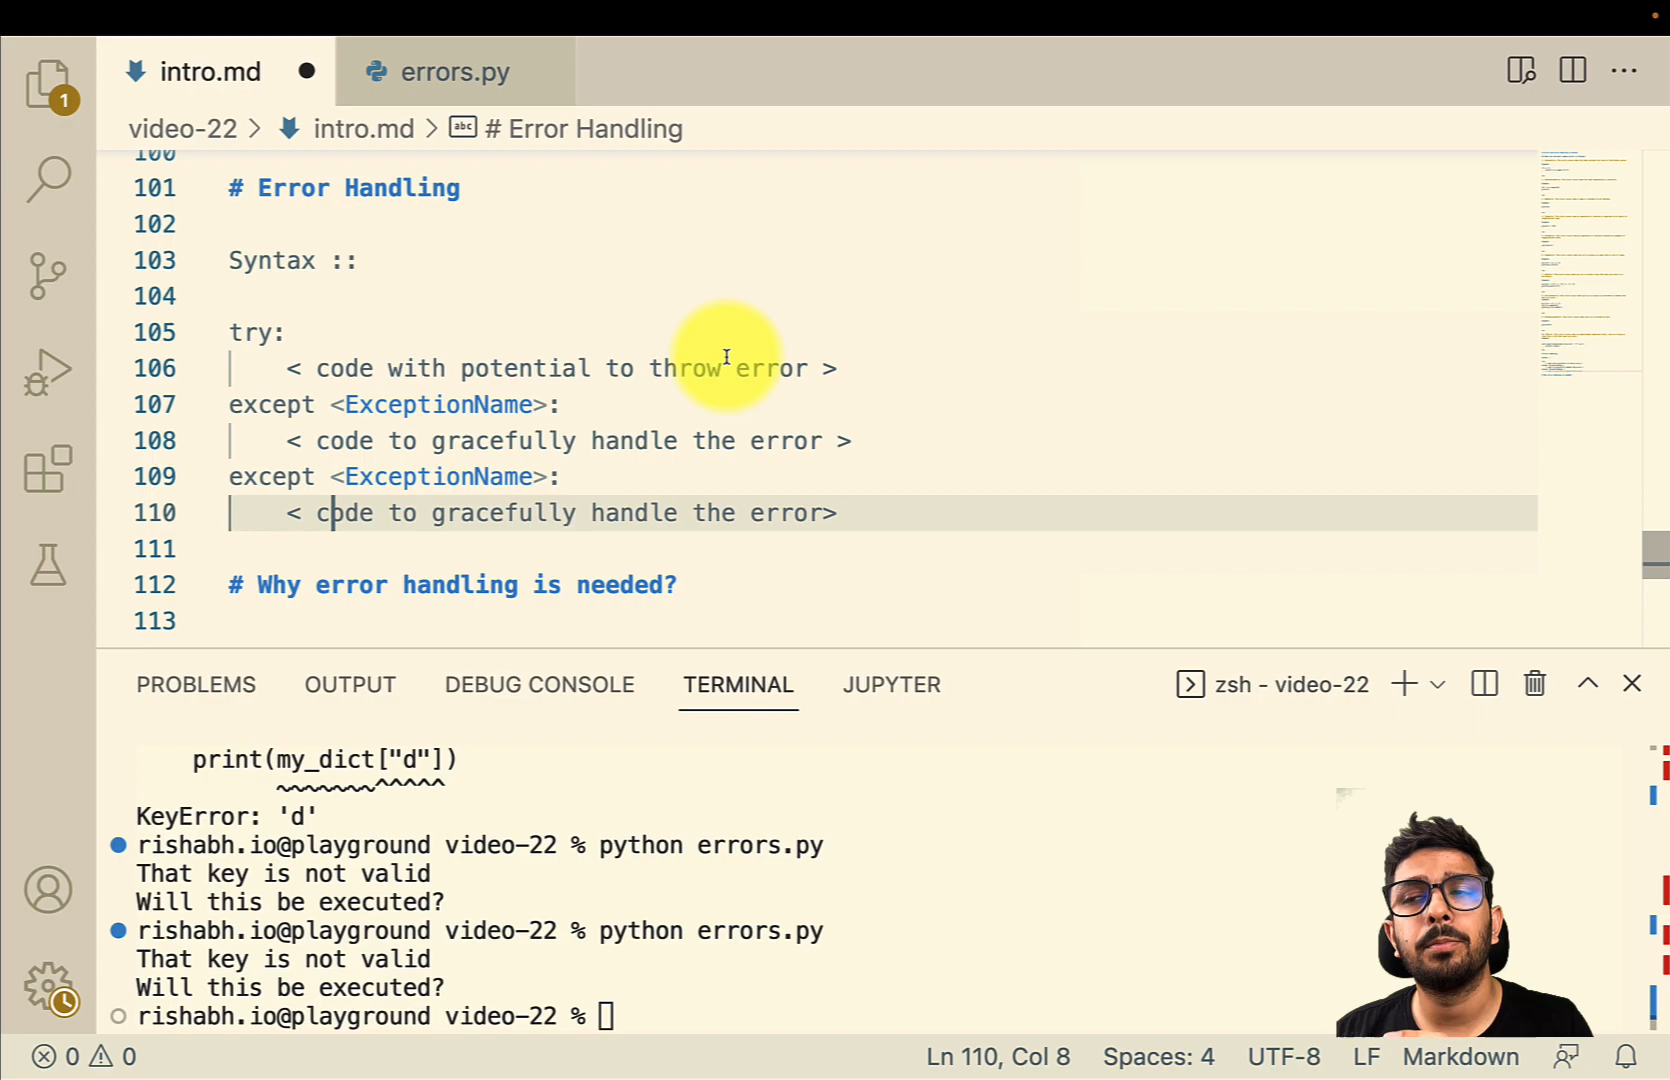 intro.md
errors.py
1
video-22 > intro.md > abc # Error Handling
100
101 # Error Handling
102
103 Syntax ::
104
105 try:
106 < code with potential to throw error >
107 except <ExceptionName>:
108 < code to gracefully handle the error >
109 except <ExceptionName>:
110 < code to gracefully handle the error>
111
112 # Why error handling is needed?
113
PROBLEMS OUTPUT DEBUG CONSOLE TERMINAL JUPYTER zsh - video-22
print(my_dict["d"])
~~~~~~~^^^^^
KeyError: 'd'
rishabh.io@playground video-22 % python errors.py
That key is not valid
Will this be executed?
rishabh.io@playground video-22 % python errors.py
That key is not valid
Will this be executed?
rishabh.io@playground video-22 %
0 0 Ln 110, Col 8 Spaces: 4 UTF-8 LF Markdown